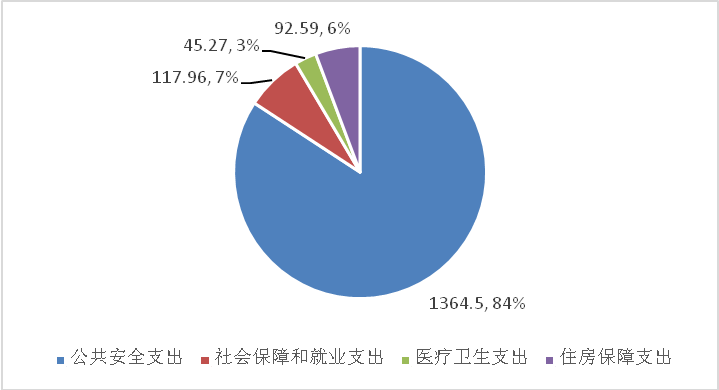 92.59, 6%
45.27, 3%
117.96, 7%
1364.5, 84%
公共安全支出 社会保障和就业支出 医疗卫生支出 住房保障支出